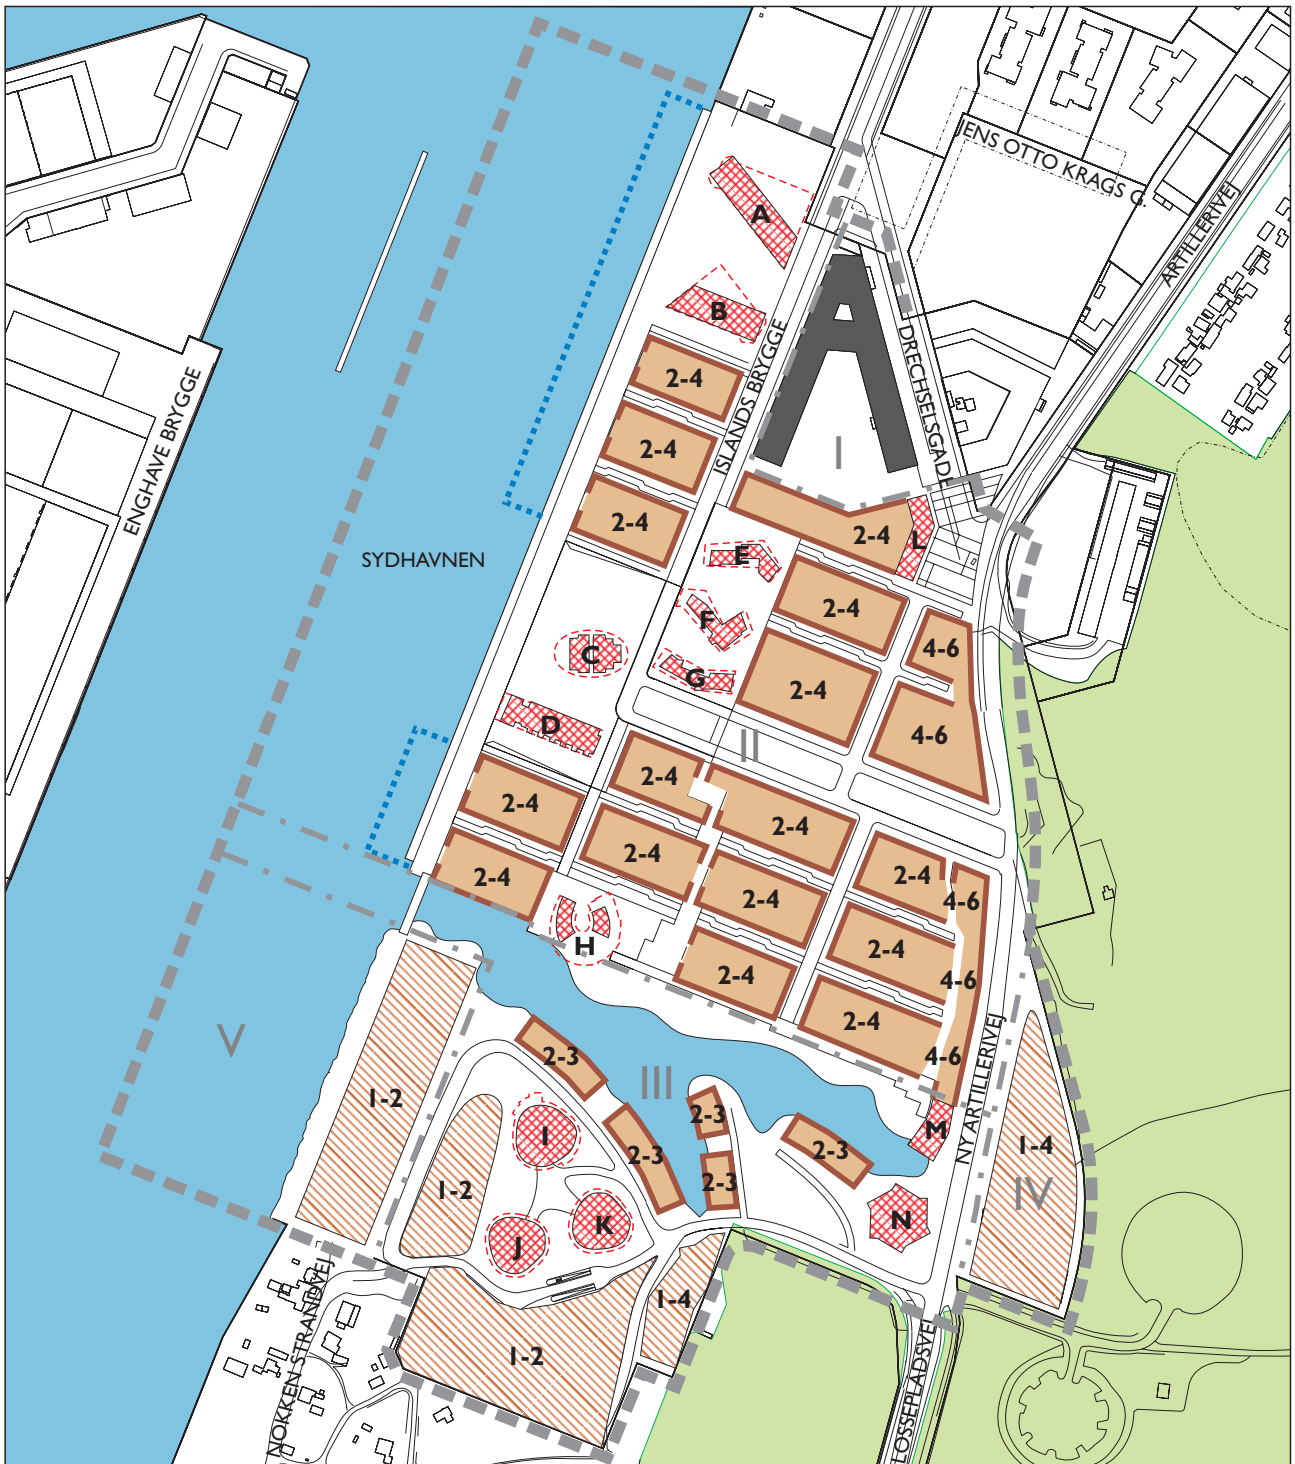 JENS OTTO KRAGS G.
ARTILLERIVEJ
A
B
ISLANDS BRYGGE
DRECHSELSGADE
ENGHAVE BRYGGE
2-4
2-4
I
2-4
2-4
L
SYDHAVNEN
E
2-4
F
4-6
C
G
2-4
D
4-6
II
2-4
2-4
2-4
2-4
2-4
2-4
2-4
4-6
2-4
H
2-4
2-4
4-6
2-4
V
2-3
4-6
III
NY ARTILLERIVEJ
1-2
2-3
I
M
1-4
2-3
2-3
1-2
2-3
IV
K
N
J
1-4
NOKKEN STRANDVEJ
1-2
LOSSEPLADSVEJ